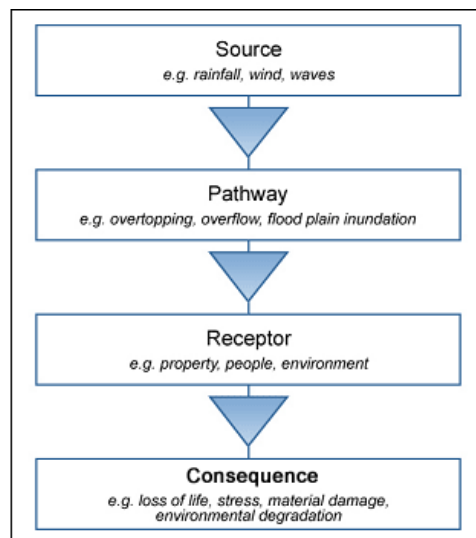 Source
e.g. rainfall, wind, waves
Pathway
e.g. overtopping, overflow, flood plain inundation
Receptor
e.g. property, people, environment
Consequence
e.g. loss of life, stress, material damage,
environmental degradation